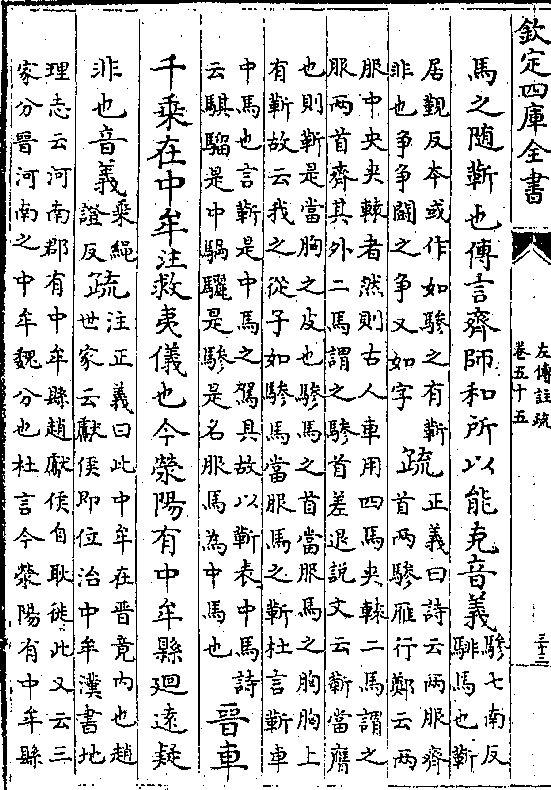 欽定四庫全書
左傳註疏
卷五十五
三十三
馬之隨靳也傳言齊師和所以能克音義
驂七南反
騑馬也靳
居覲反本或作如驂之有靳
非也争争鬭之争又如字
疏
正義曰詩云兩服齊
首兩驂雁行鄭云兩
服中央夾轅者然則古人車用四馬夾轅二馬謂之
服兩首齊其外二馬謂之驂首差退説文云靳當膺
也則靳是當胸之皮也驂馬之首當服馬之胸胸上
有靳故云我之從子如驂馬當服馬之靳杜言靳車
中馬也言靳是中馬之駕具故以靳表中馬詩
云騏騮是中騧驪是驂是名服馬為中馬也
晉車
千乘在中牟注救夷儀也今滎陽有中牟縣廻遠疑
非也音義
乘繩
證反
疏
注正義曰此中牟在晉竟内也趙
世家云獻侯即位治中牟漢書地
理志云河南郡有中牟縣趙獻侯自耿徙此又云三
家分晉河南之中牟魏分也杜言今滎陽有中牟縣